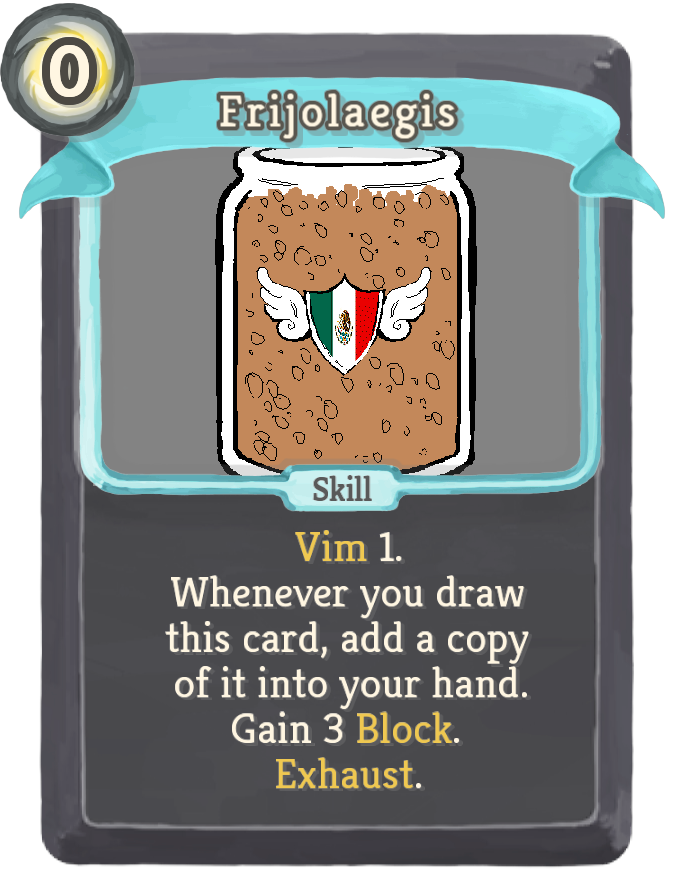 0
Frijolaegis
Skill
Vim 1.
Whenever you draw
this card, add a copy
of it into your hand.
Gain 3 Block.
Exhaust.